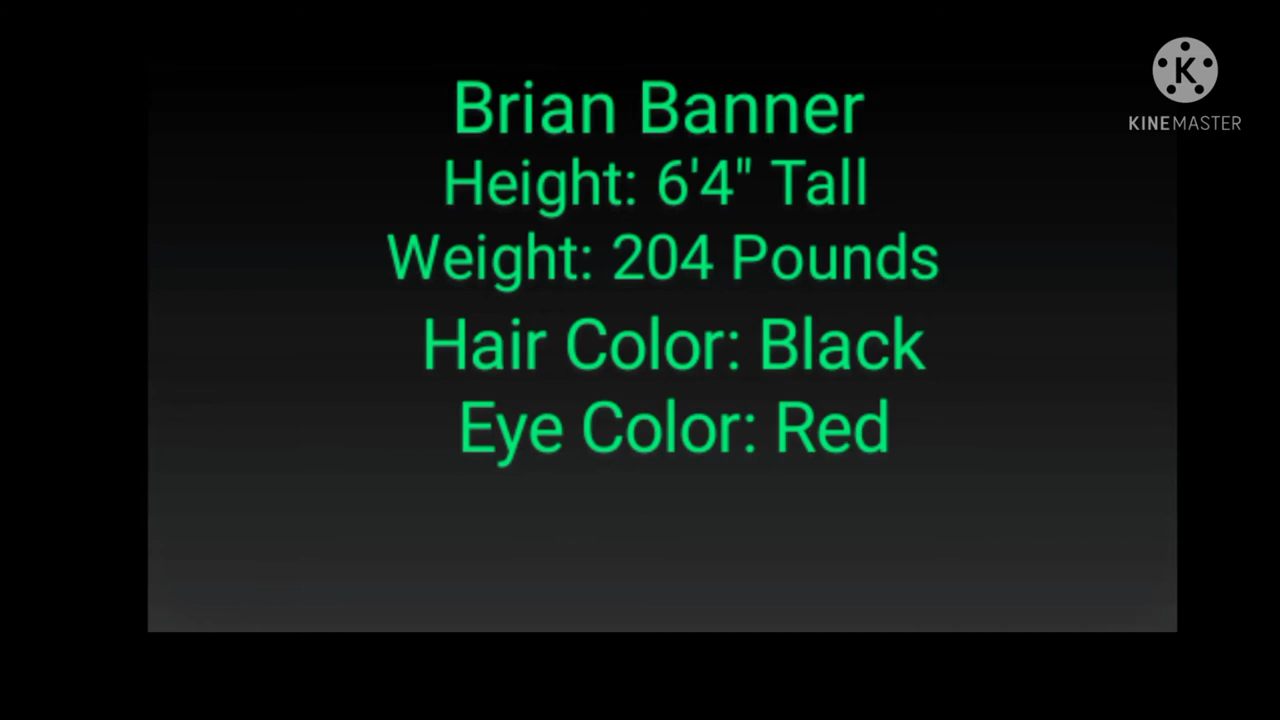 Brian Banner
Height: 6'4" Tall
Weight: 204 Pounds
Hair Color: Black
Eye Color: Red
K
KINEMASTER